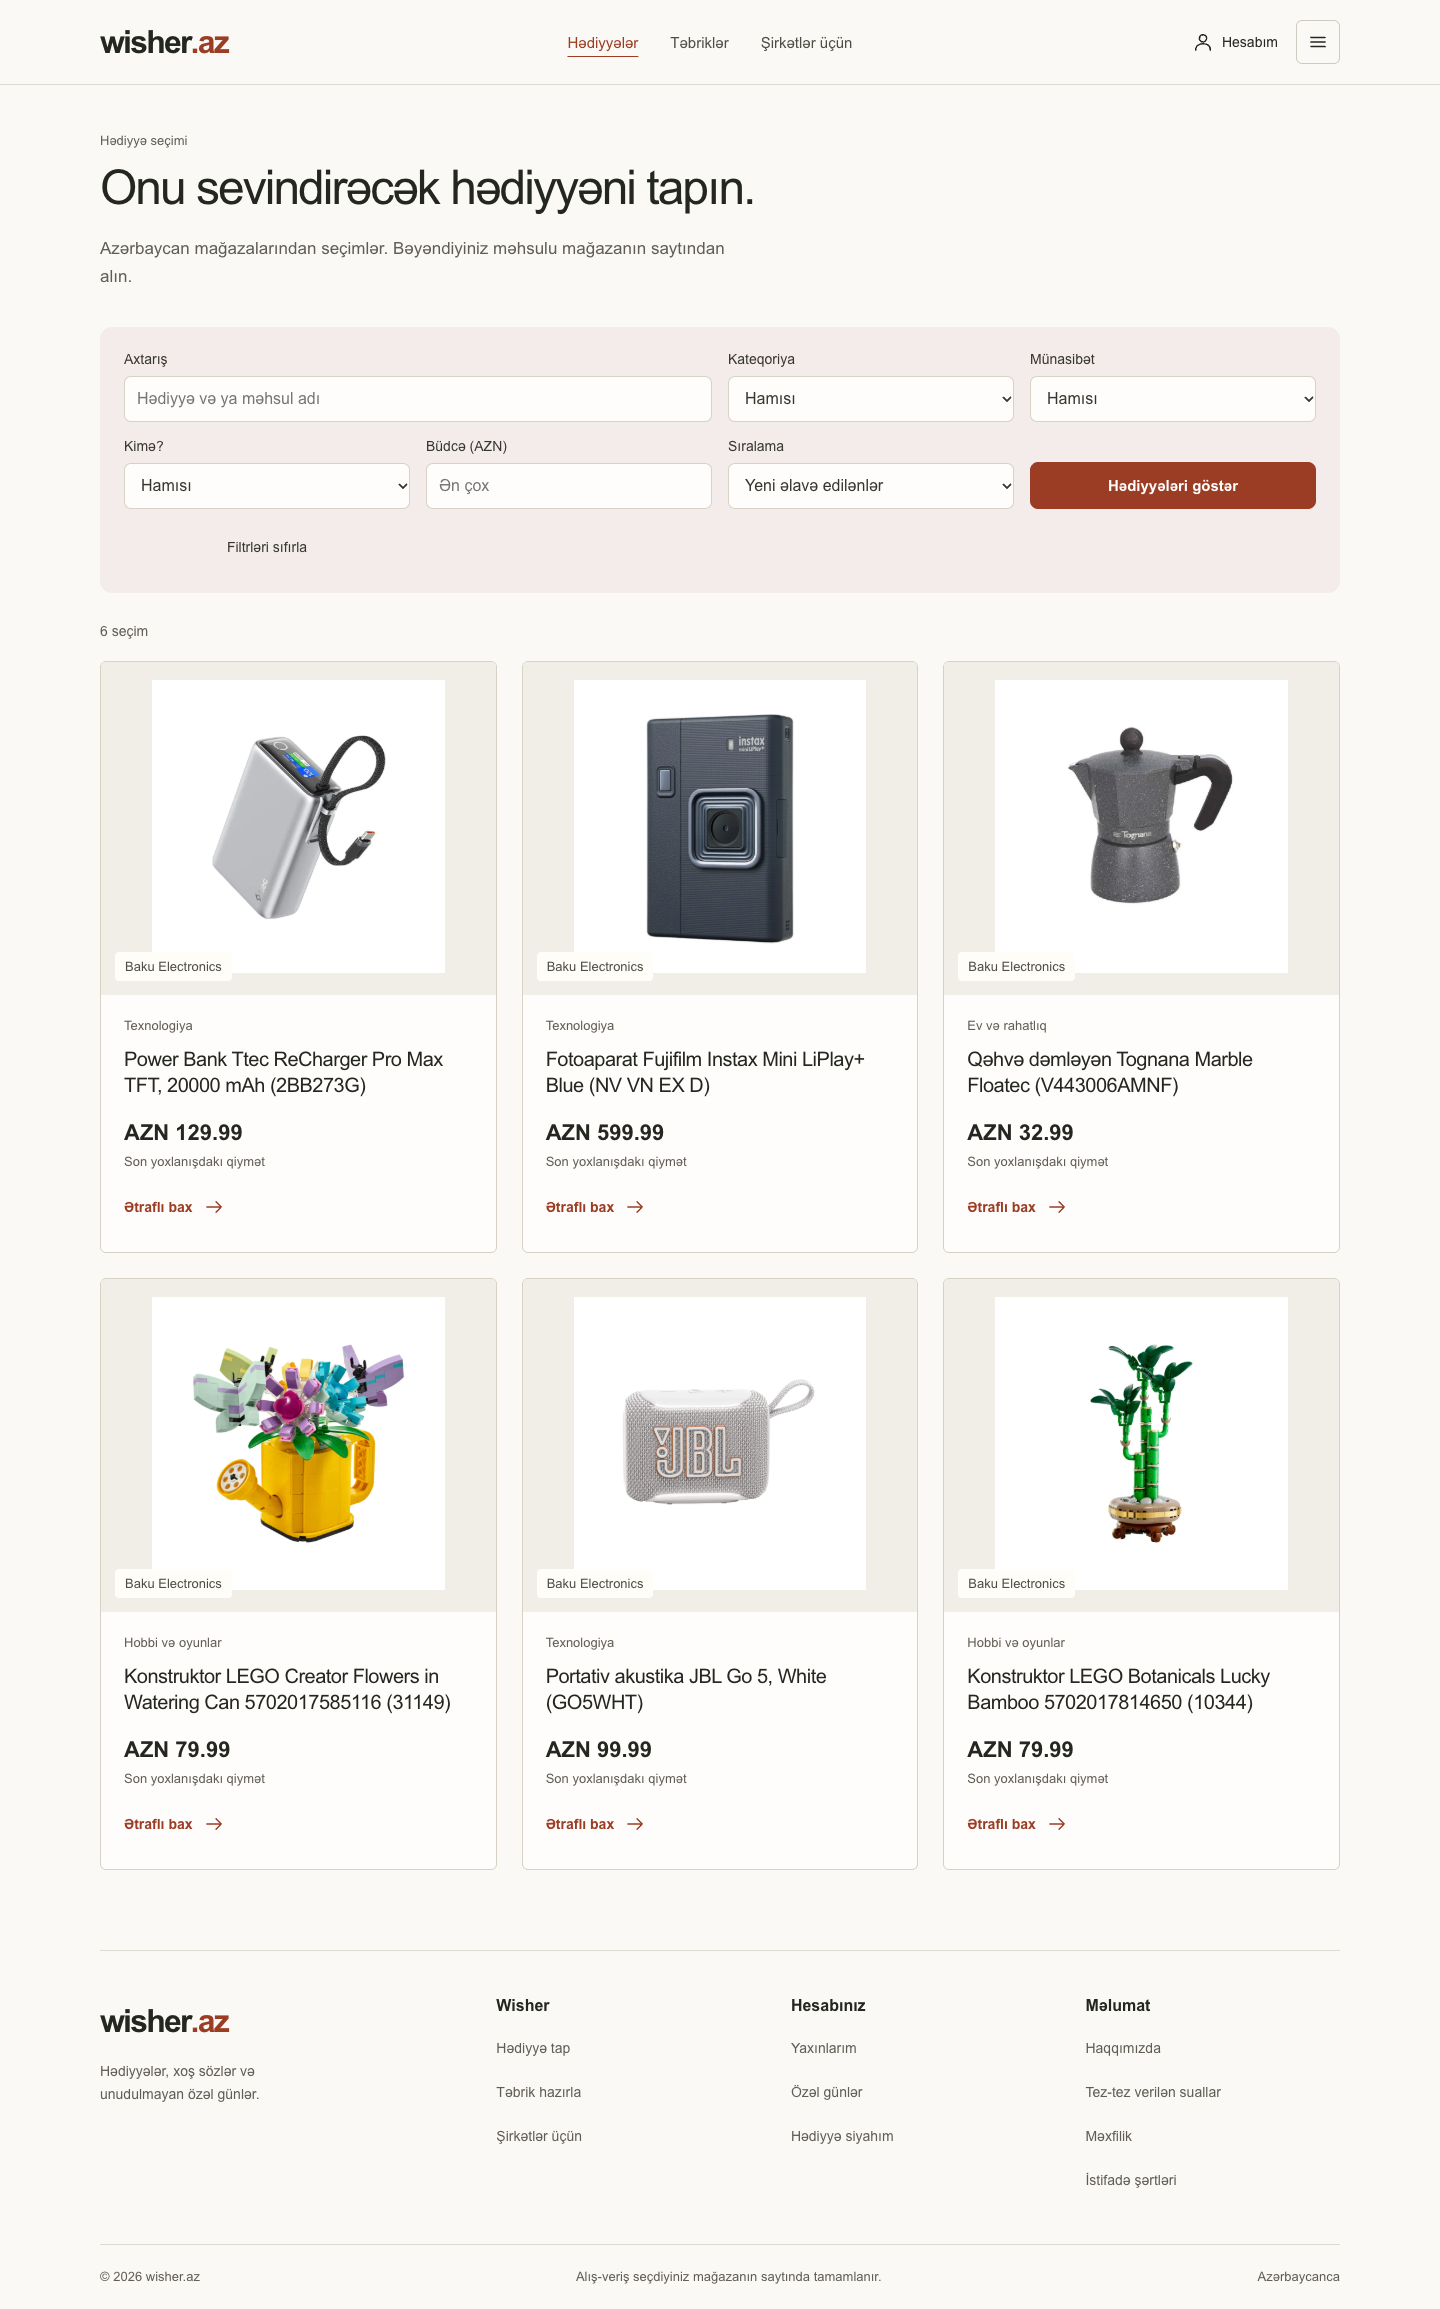 wisher.az
Hədiyyələr
Təbriklər
Şirkətlər üçün
Hesabım
Hədiyyə seçimi
Onu sevindirəcək hədiyyəni tapın.
Azərbaycan mağazalarından seçimlər. Bəyəndiyiniz məhsulu mağazanın saytından
alın.
Axtarış
Kateqoriya
Münasibət
Hədiyyə və ya məhsul adı
Hamısı
Hamısı
Kimə?
Büdcə (AZN)
Sıralama
Hamısı
Ən çox
Yeni əlavə edilənlər
Hədiyyələri göstər
Filtrləri sıfırla
6 seçim
instax
mini LiPlay+
Tognana
Baku Electronics
Baku Electronics
Baku Electronics
Texnologiya
Power Bank Ttec ReCharger Pro Max
TFT, 20000 mAh (2BB273G)
AZN 129.99
Son yoxlanışdakı qiymət
Ətraflı bax
Texnologiya
Fotoaparat Fujifilm Instax Mini LiPlay+
Blue (NV VN EX D)
AZN 599.99
Son yoxlanışdakı qiymət
Ətraflı bax
Ev və rahatlıq
Qəhvə dəmləyən Tognana Marble
Floatec (V443006AMNF)
AZN 32.99
Son yoxlanışdakı qiymət
Ətraflı bax
JBL
Baku Electronics
Baku Electronics
Baku Electronics
Hobbi və oyunlar
Konstruktor LEGO Creator Flowers in
Watering Can 5702017585116 (31149)
AZN 79.99
Son yoxlanışdakı qiymət
Ətraflı bax
Texnologiya
Portativ akustika JBL Go 5, White
(GO5WHT)
AZN 99.99
Son yoxlanışdakı qiymət
Ətraflı bax
Hobbi və oyunlar
Konstruktor LEGO Botanicals Lucky
Bamboo 5702017814650 (10344)
AZN 79.99
Son yoxlanışdakı qiymət
Ətraflı bax
wisher.az
Hədiyyələr, xoş sözlər və
unudulmayan özəl günlər.
Wisher
Hədiyyə tap
Təbrik hazırla
Şirkətlər üçün
Hesabınız
Yaxınlarım
Özəl günlər
Hədiyyə siyahım
Məlumat
Haqqımızda
Tez-tez verilən suallar
Məxfilik
İstifadə şərtləri
© 2026 wisher.az
Alış-veriş seçdiyiniz mağazanın saytında tamamlanır.
Azərbaycanca